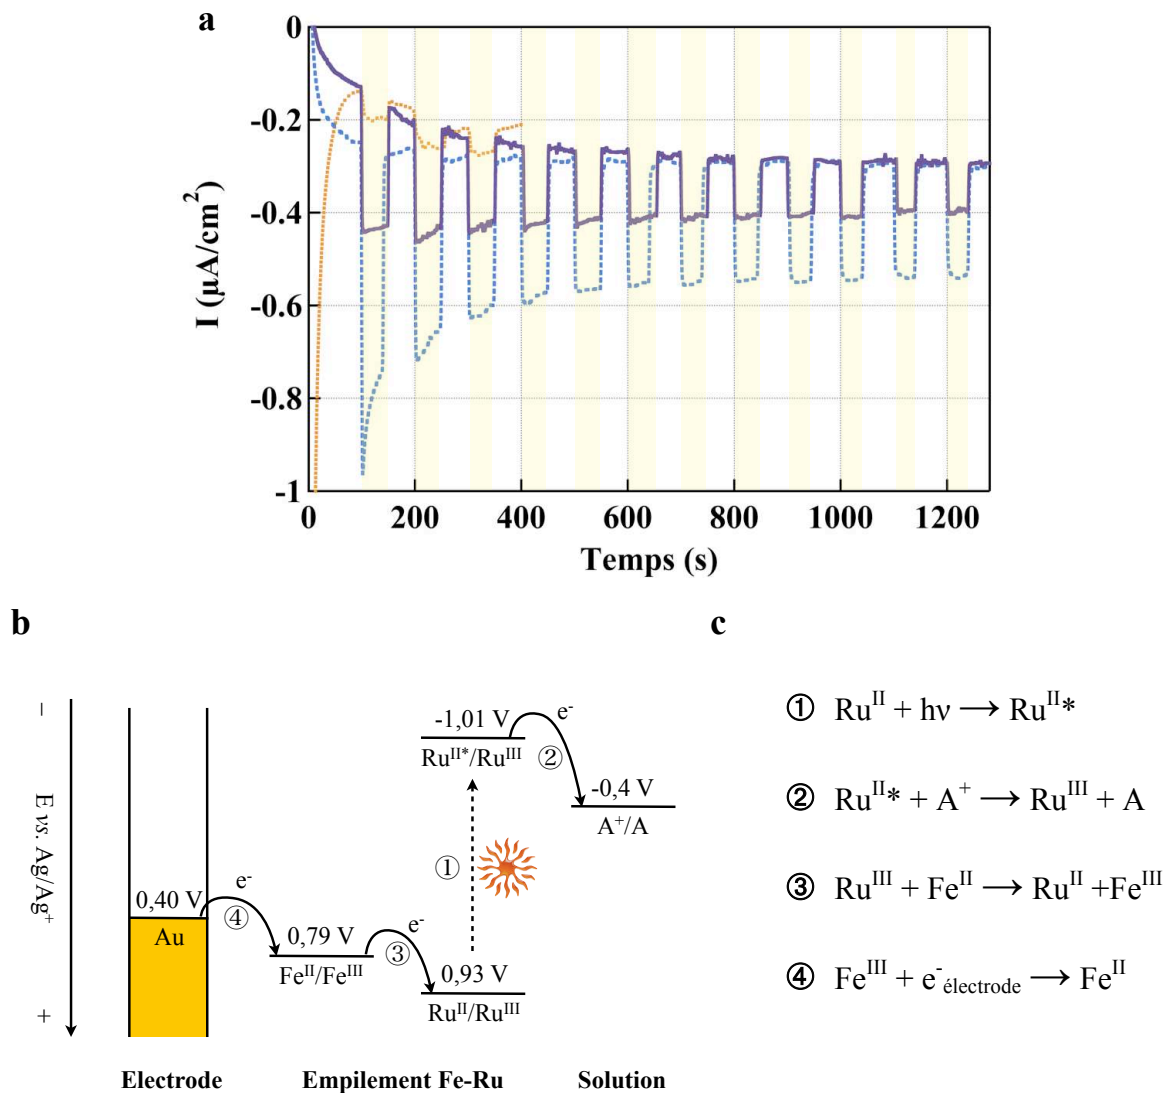 a
0
-0.2
-0.4
-0.6
-0.8
-1
I (µA/cm²)
0 200 400 600 800 1000 1200
Temps (s)
b
−
E vs. Ag/Ag⁺
+
0,40 V
Au
e⁻
④
0,79 V
Feᴵᴵ/Feᴵᴵᴵ
e⁻
③
0,93 V
Ruᴵᴵ/Ruᴵᴵᴵ
①
-1,01 V
Ruᴵᴵ*/Ruᴵᴵᴵ
e⁻
②
-0,4 V
A⁺/A
Electrode Empilement Fe-Ru Solution
c
① Ruᴵᴵ + hν → Ruᴵᴵ*
② Ruᴵᴵ* + A⁺ → Ruᴵᴵᴵ + A
③ Ruᴵᴵᴵ + Feᴵᴵ → Ruᴵᴵ +Feᴵᴵᴵ
④ Feᴵᴵᴵ + e⁻électrode → Feᴵᴵ